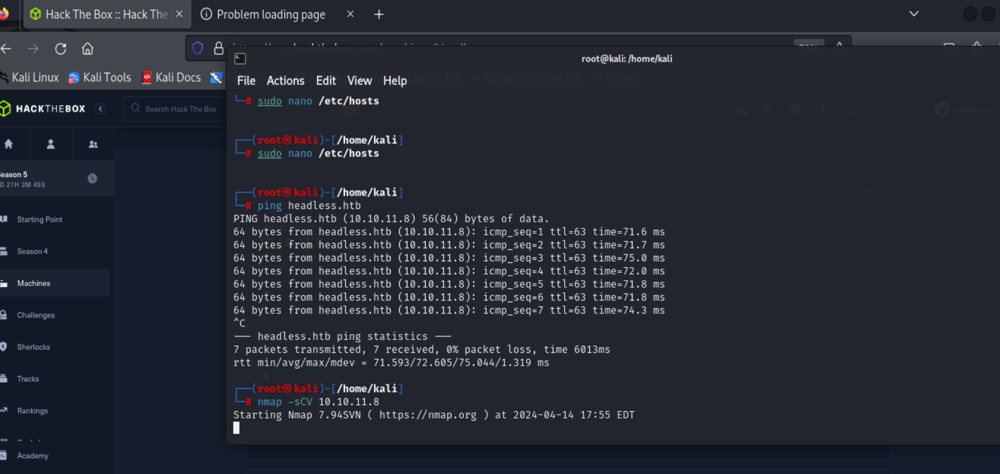 Hack The Box :: Hack The
Problem loading page
Kali Linux
Kali Tools
Kali Docs
Exploit-DB
Google Hacking DB
OffSec
root@kali: /home/kali
File Actions Edit View Help
HACKTHEBOX
Search Hack The Box
CONNECTIONS
eason 5
D 21H 3M 45S
Starting Point
Season 4
Machines
Challenges
Sherlocks
Tracks
Rankings
Academy
└─# sudo nano /etc/hosts
┌──(root㉿kali)-[/home/kali]
└─# sudo nano /etc/hosts
┌──(root㉿kali)-[/home/kali]
└─# ping headless.htb
PING headless.htb (10.10.11.8) 56(84) bytes of data.
64 bytes from headless.htb (10.10.11.8): icmp_seq=1 ttl=63 time=71.6 ms
64 bytes from headless.htb (10.10.11.8): icmp_seq=2 ttl=63 time=71.7 ms
64 bytes from headless.htb (10.10.11.8): icmp_seq=3 ttl=63 time=75.0 ms
64 bytes from headless.htb (10.10.11.8): icmp_seq=4 ttl=63 time=72.0 ms
64 bytes from headless.htb (10.10.11.8): icmp_seq=5 ttl=63 time=71.8 ms
64 bytes from headless.htb (10.10.11.8): icmp_seq=6 ttl=63 time=71.8 ms
64 bytes from headless.htb (10.10.11.8): icmp_seq=7 ttl=63 time=74.3 ms
^C
── headless.htb ping statistics ──
7 packets transmitted, 7 received, 0% packet loss, time 6013ms
rtt min/avg/max/mdev = 71.593/72.605/75.044/1.319 ms
┌──(root㉿kali)-[/home/kali]
└─# nmap -sCV 10.10.11.8
Starting Nmap 7.94SVN ( https://nmap.org ) at 2024-04-14 17:55 EDT